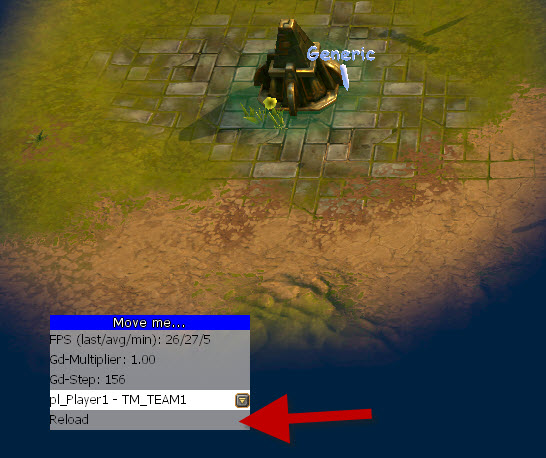 Generic
Move me...
FPS (last/avg/min): 26/27/5
Gd-Multiplier: 1.00
Gd-Step: 156
pl_Player1 - TM_TEAM1
Reload